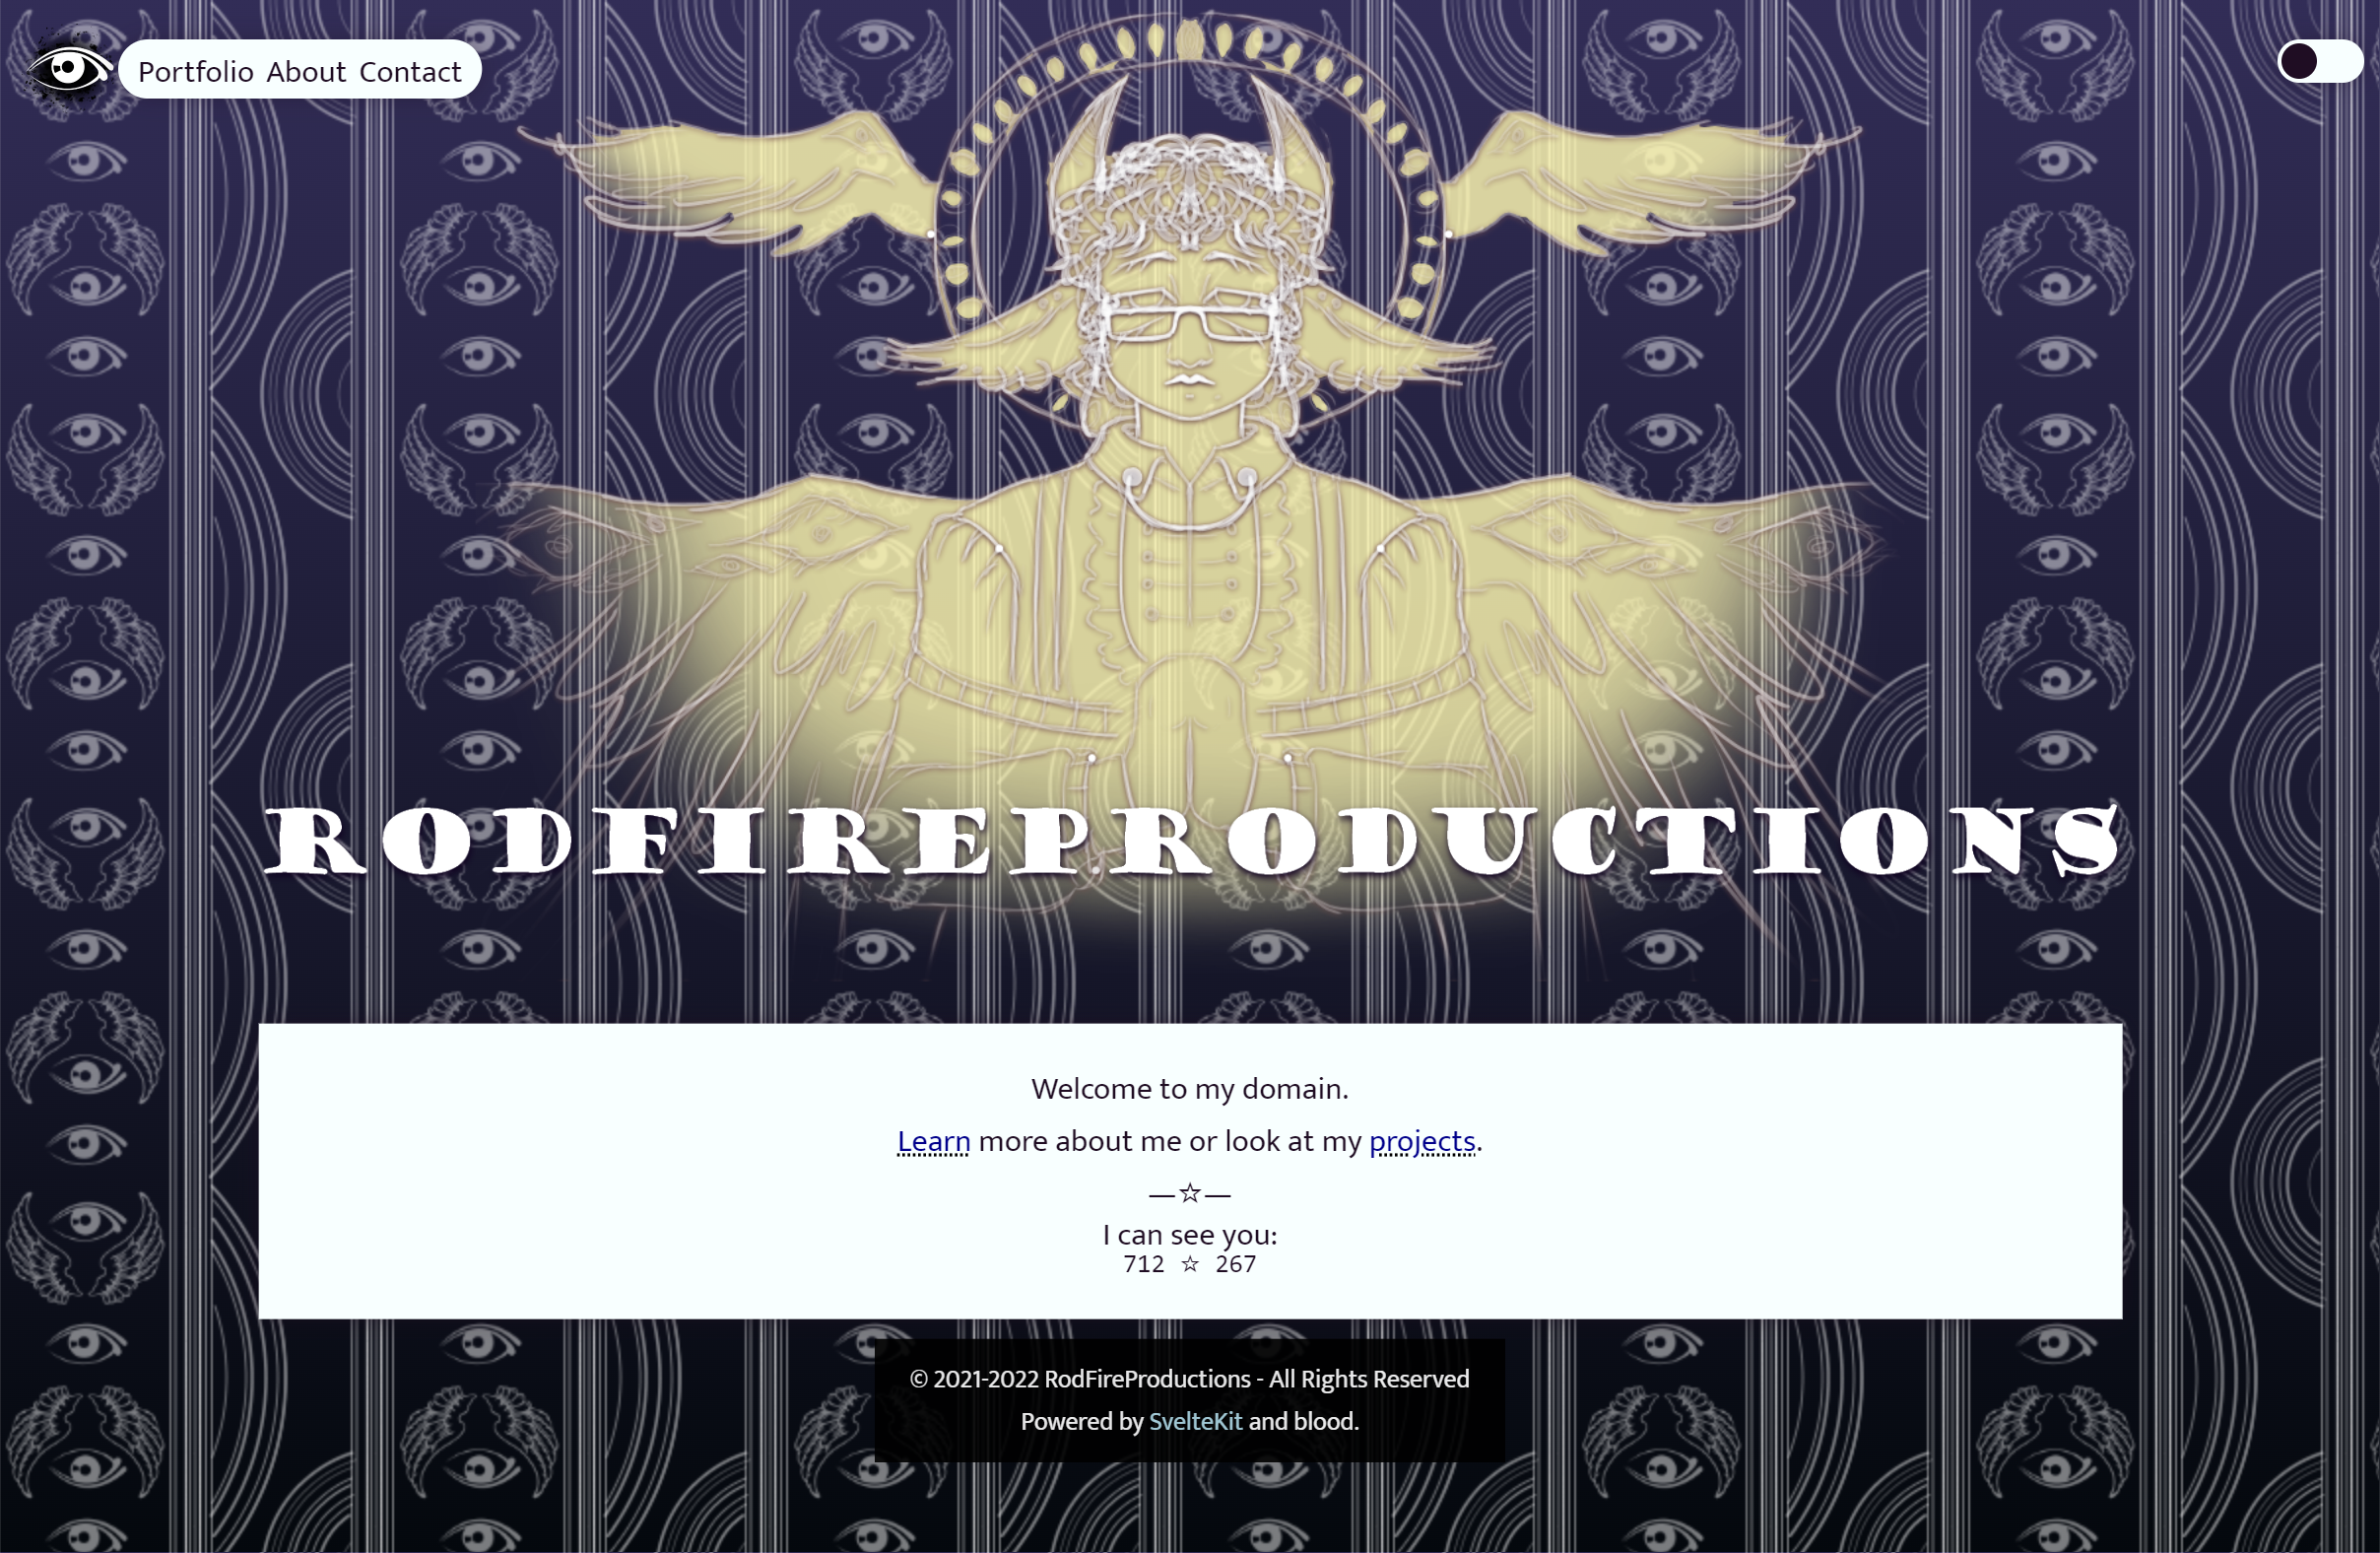 Portfolio About Contact
RODFIREPRODUCTIONS
Welcome to my domain.
Learn more about me or look at my projects.
—☆—
I can see you:
712 ☆ 267
© 2021-2022 RodFireProductions - All Rights Reserved
Powered by SvelteKit and blood.